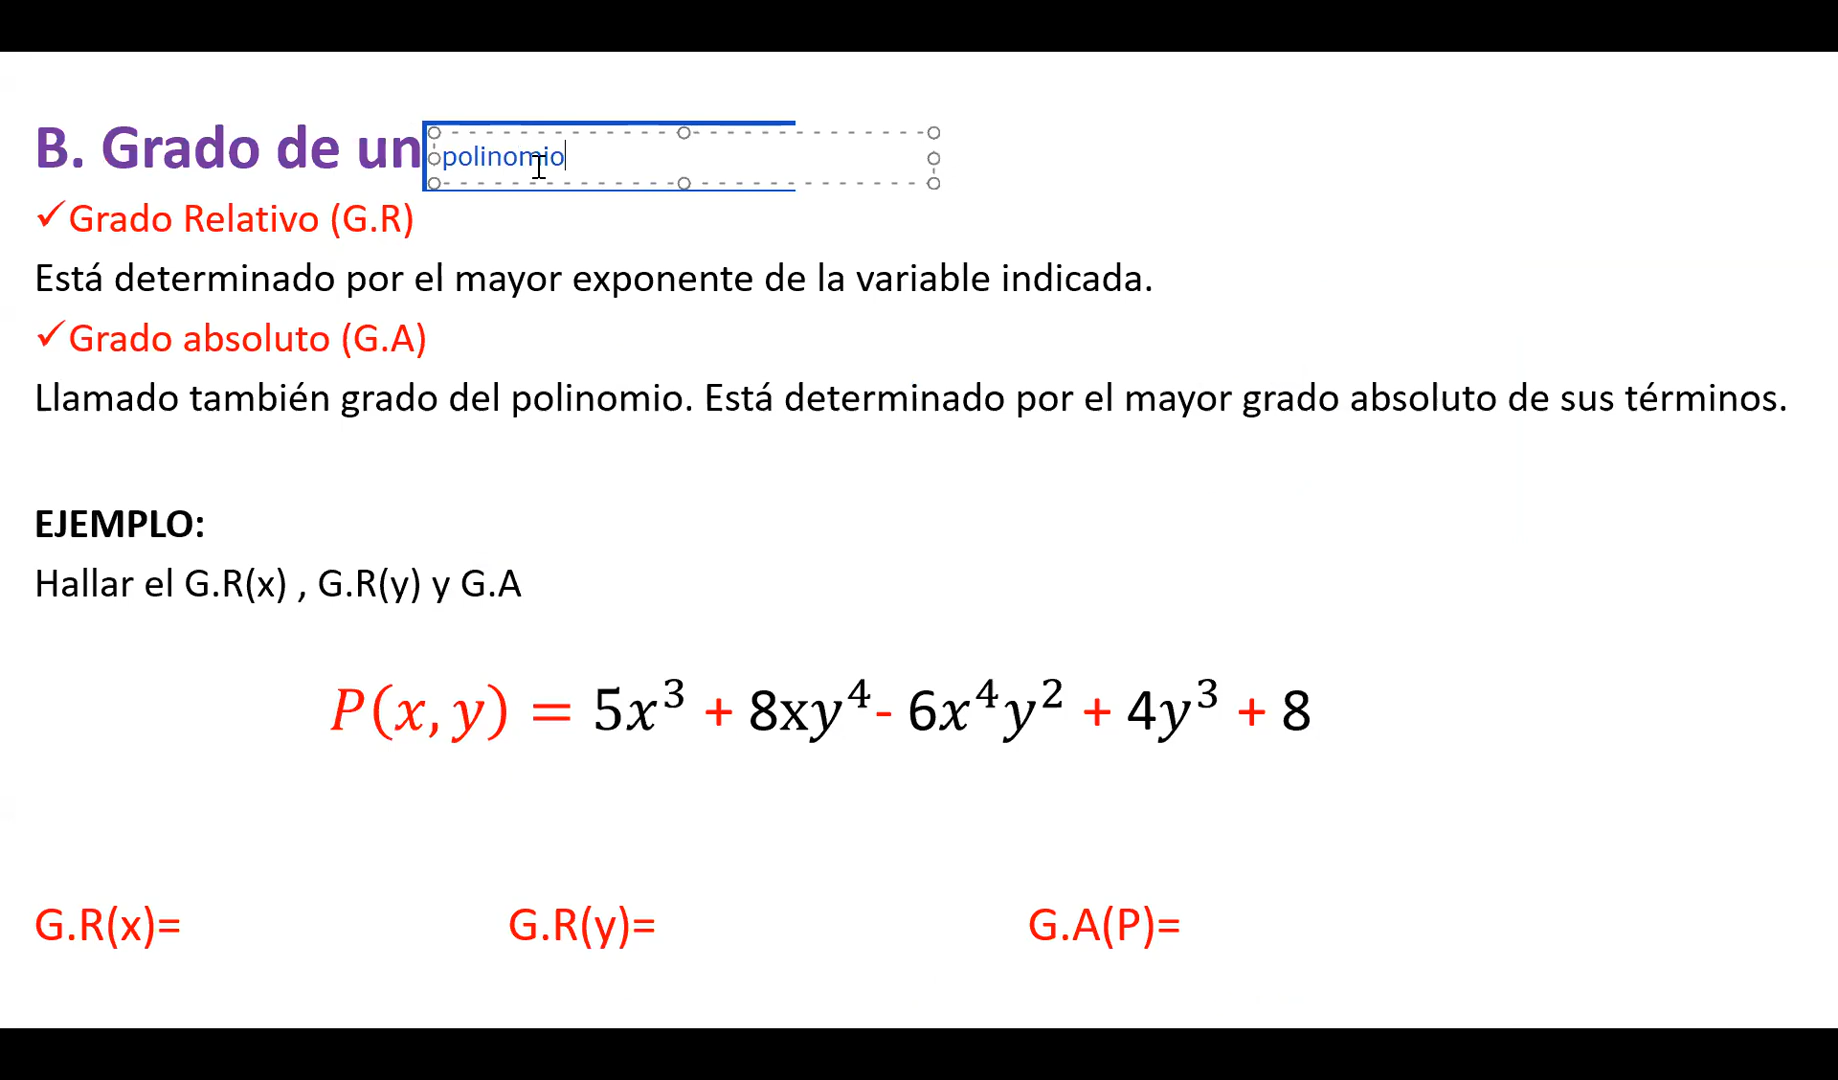 B. Grado de un polinomio
✓Grado Relativo (G.R)
Está determinado por el mayor exponente de la variable indicada.
✓Grado absoluto (G.A)
Llamado también grado del polinomio. Está determinado por el mayor grado absoluto de sus términos.
EJEMPLO:
Hallar el G.R(x) , G.R(y) y G.A
P(x, y) = 5x³ + 8xy⁴- 6x⁴y² + 4y³ + 8
G.R(x)= G.R(y)= G.A(P)=